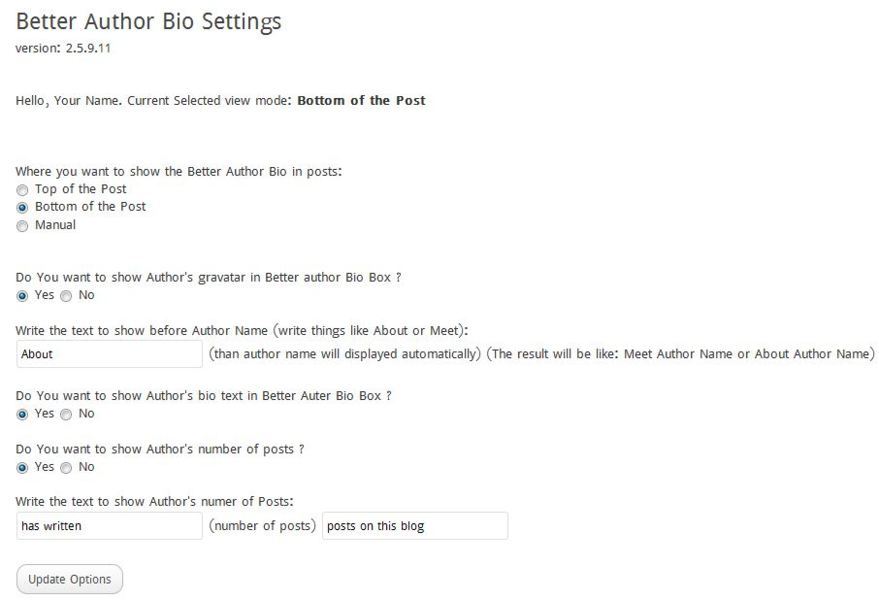 Better Author Bio Settings
version: 2.5.9.11
Hello, Your Name. Current Selected view mode: Bottom of the Post
Where you want to show the Better Author Bio in posts:
Top of the Post
Bottom of the Post
Manual
Do You want to show Author's gravatar in Better author Bio Box ?
Yes No
Write the text to show before Author Name (write things like About or Meet):
About (than author name will displayed automatically) (The result will be like: Meet Author Name or About Author Name)
Do You want to show Author's bio text in Better Auter Bio Box ?
Yes No
Do You want to show Author's number of posts ?
Yes No
Write the text to show Author's numer of Posts:
has written (number of posts) posts on this blog
Update Options